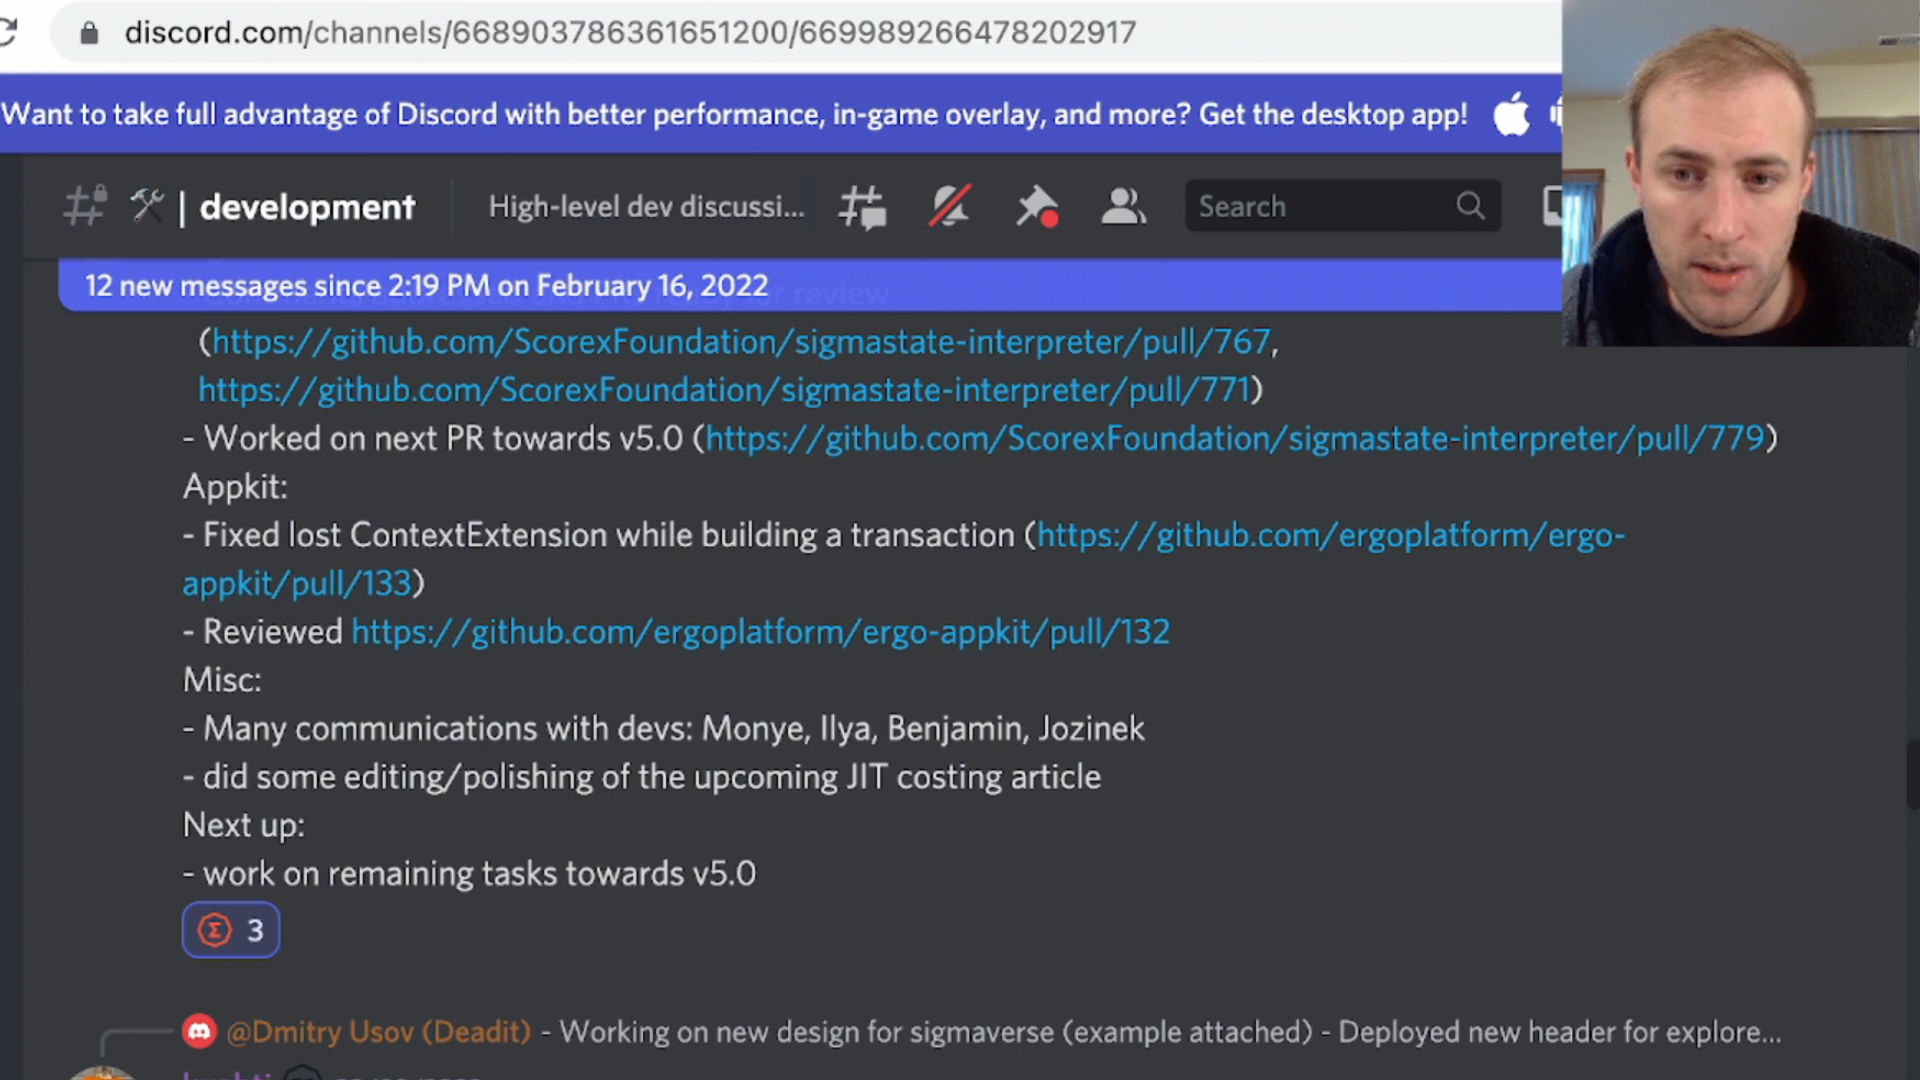 discord.com/channels/668903786361651200/669989266478202917
Want to take full advantage of Discord with better performance, in-game overlay, and more? Get the desktop app!
| development
High-level dev discussi...
Search
12 new messages since 2:19 PM on February 16, 2022
review
(https://github.com/ScorexFoundation/sigmastate-interpreter/pull/767,
https://github.com/ScorexFoundation/sigmastate-interpreter/pull/771)
- Worked on next PR towards v5.0 (https://github.com/ScorexFoundation/sigmastate-interpreter/pull/779)
Appkit:
- Fixed lost ContextExtension while building a transaction (https://github.com/ergoplatform/ergo-
appkit/pull/133)
- Reviewed https://github.com/ergoplatform/ergo-appkit/pull/132
Misc:
- Many communications with devs: Monye, Ilya, Benjamin, Jozinek
- did some editing/polishing of the upcoming JIT costing article
Next up:
- work on remaining tasks towards v5.0
Σ 3
@Dmitry Usov (Deadit) - Working on new design for sigmaverse (example attached) - Deployed new header for explore...